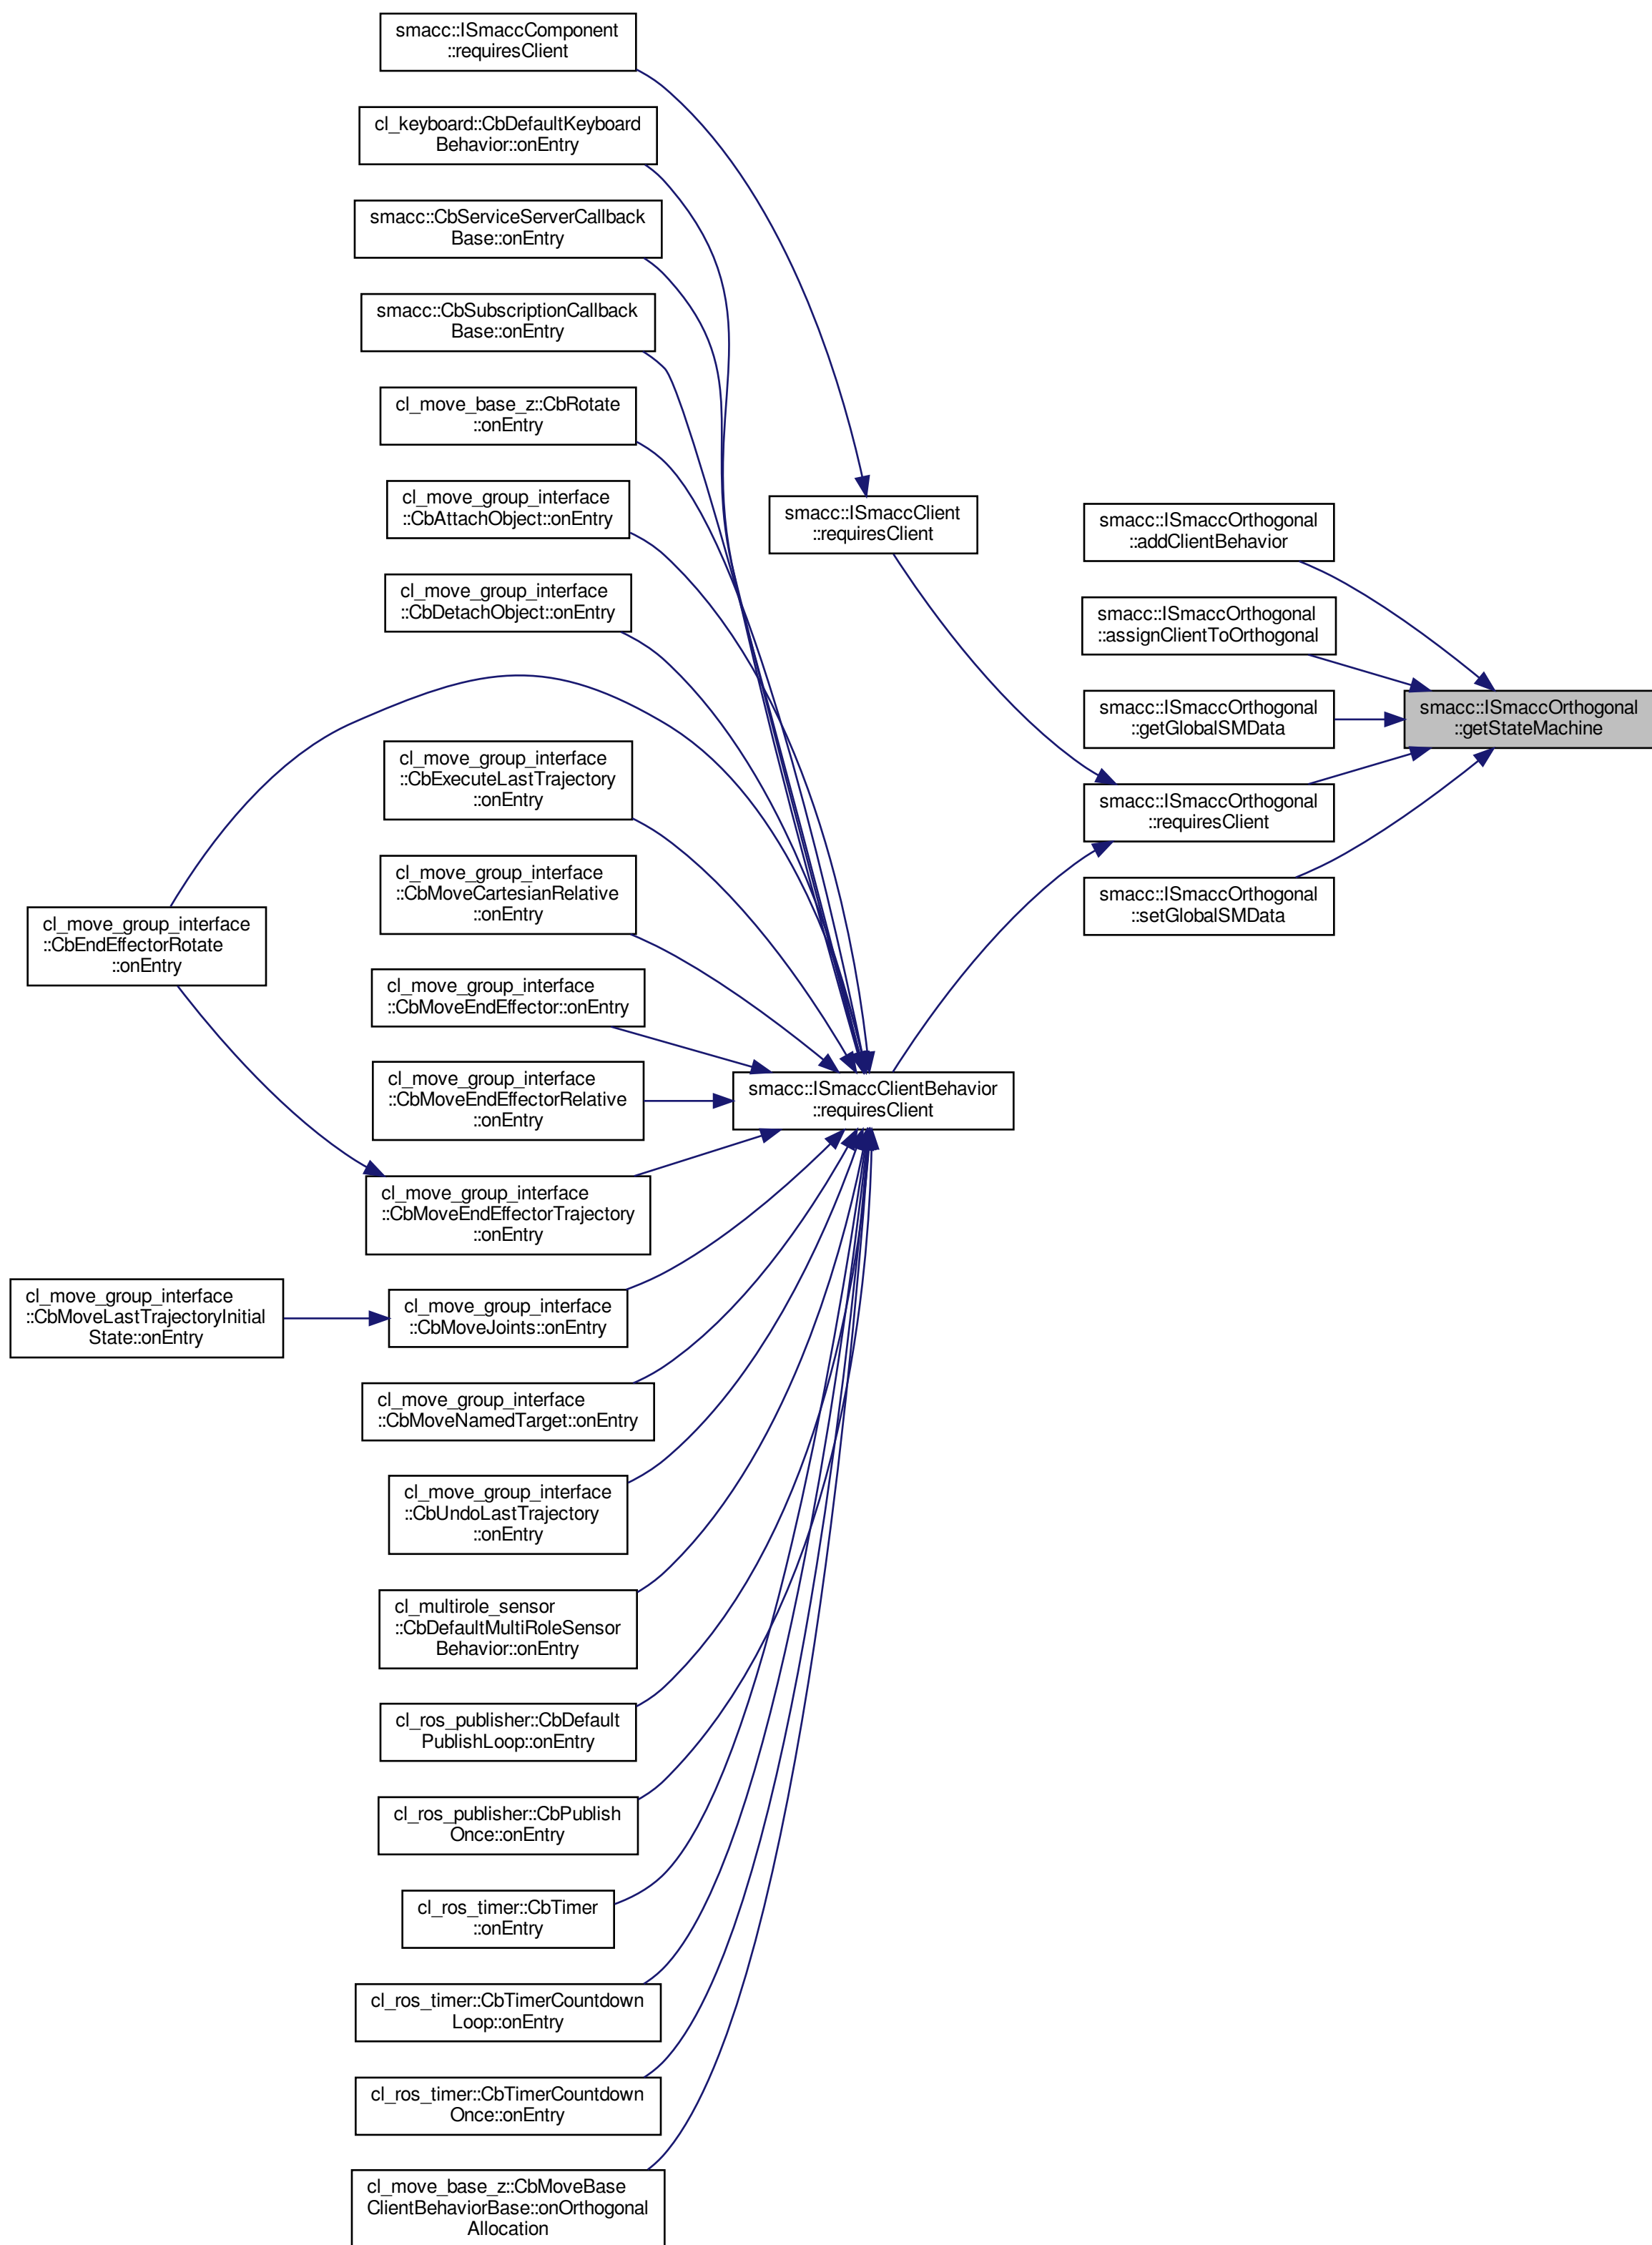 smacc::ISmaccComponent
::requiresClient
cl_keyboard::CbDefaultKeyboard
Behavior::onEntry
smacc::CbServiceServerCallback
Base::onEntry
smacc::CbSubscriptionCallback
Base::onEntry
cl_move_base_z::CbRotate
::onEntry
cl_move_group_interface
::CbAttachObject::onEntry
cl_move_group_interface
::CbDetachObject::onEntry
cl_move_group_interface
::CbExecuteLastTrajectory
::onEntry
cl_move_group_interface
::CbMoveCartesianRelative
::onEntry
cl_move_group_interface
::CbEndEffectorRotate
::onEntry
cl_move_group_interface
::CbMoveEndEffector::onEntry
cl_move_group_interface
::CbMoveEndEffectorRelative
::onEntry
cl_move_group_interface
::CbMoveEndEffectorTrajectory
::onEntry
cl_move_group_interface
::CbMoveLastTrajectoryInitial
State::onEntry
cl_move_group_interface
::CbMoveJoints::onEntry
cl_move_group_interface
::CbMoveNamedTarget::onEntry
cl_move_group_interface
::CbUndoLastTrajectory
::onEntry
cl_multirole_sensor
::CbDefaultMultiRoleSensor
Behavior::onEntry
cl_ros_publisher::CbDefault
PublishLoop::onEntry
cl_ros_publisher::CbPublish
Once::onEntry
cl_ros_timer::CbTimer
::onEntry
cl_ros_timer::CbTimerCountdown
Loop::onEntry
cl_ros_timer::CbTimerCountdown
Once::onEntry
cl_move_base_z::CbMoveBase
ClientBehaviorBase::onOrthogonal
Allocation
smacc::ISmaccClient
::requiresClient
smacc::ISmaccClientBehavior
::requiresClient
smacc::ISmaccOrthogonal
::addClientBehavior
smacc::ISmaccOrthogonal
::assignClientToOrthogonal
smacc::ISmaccOrthogonal
::getGlobalSMData
smacc::ISmaccOrthogonal
::requiresClient
smacc::ISmaccOrthogonal
::setGlobalSMData
smacc::ISmaccOrthogonal
::getStateMachine